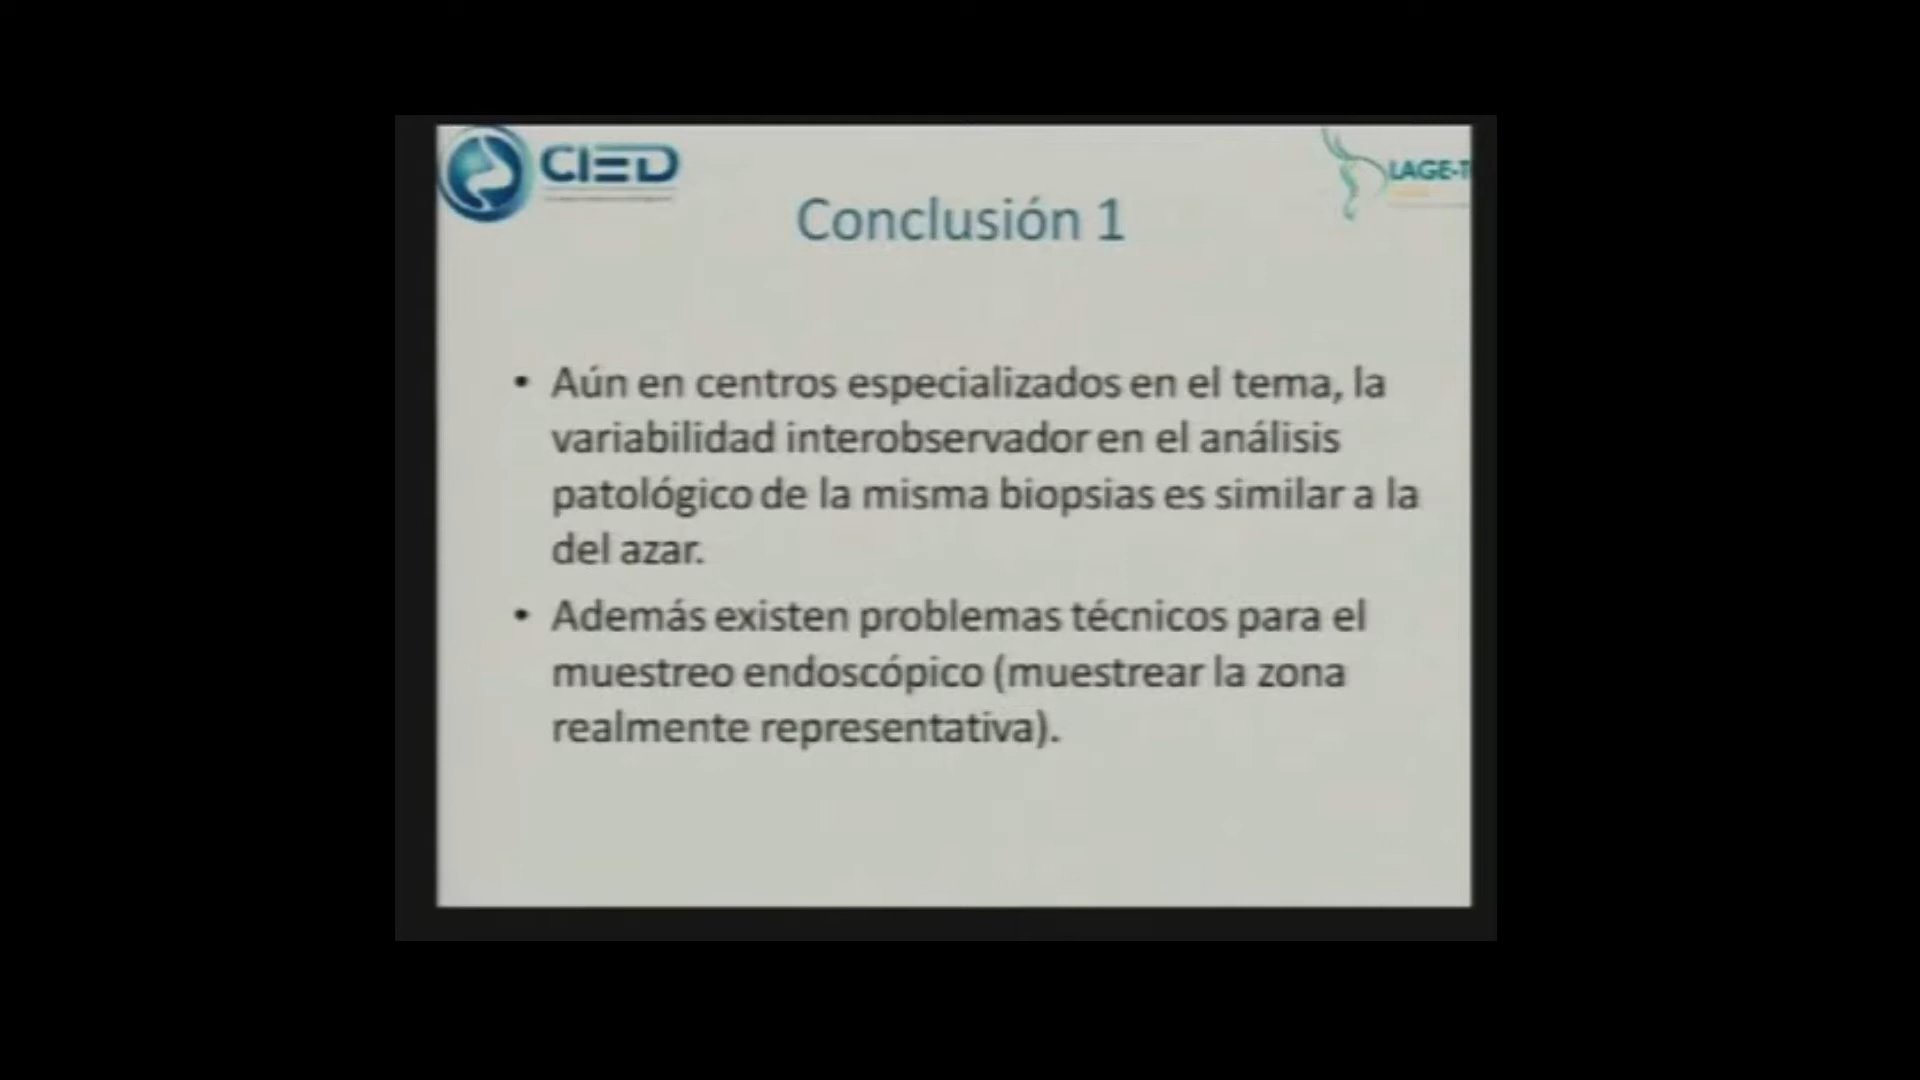 CIED
LAGE-
Conclusión 1
• Aún en centros especializados en el tema, la
variabilidad interobservador en el análisis
patológico de la misma biopsias es similar a la
del azar.
• Además existen problemas técnicos para el
muestreo endoscópico (muestrear la zona
realmente representativa).